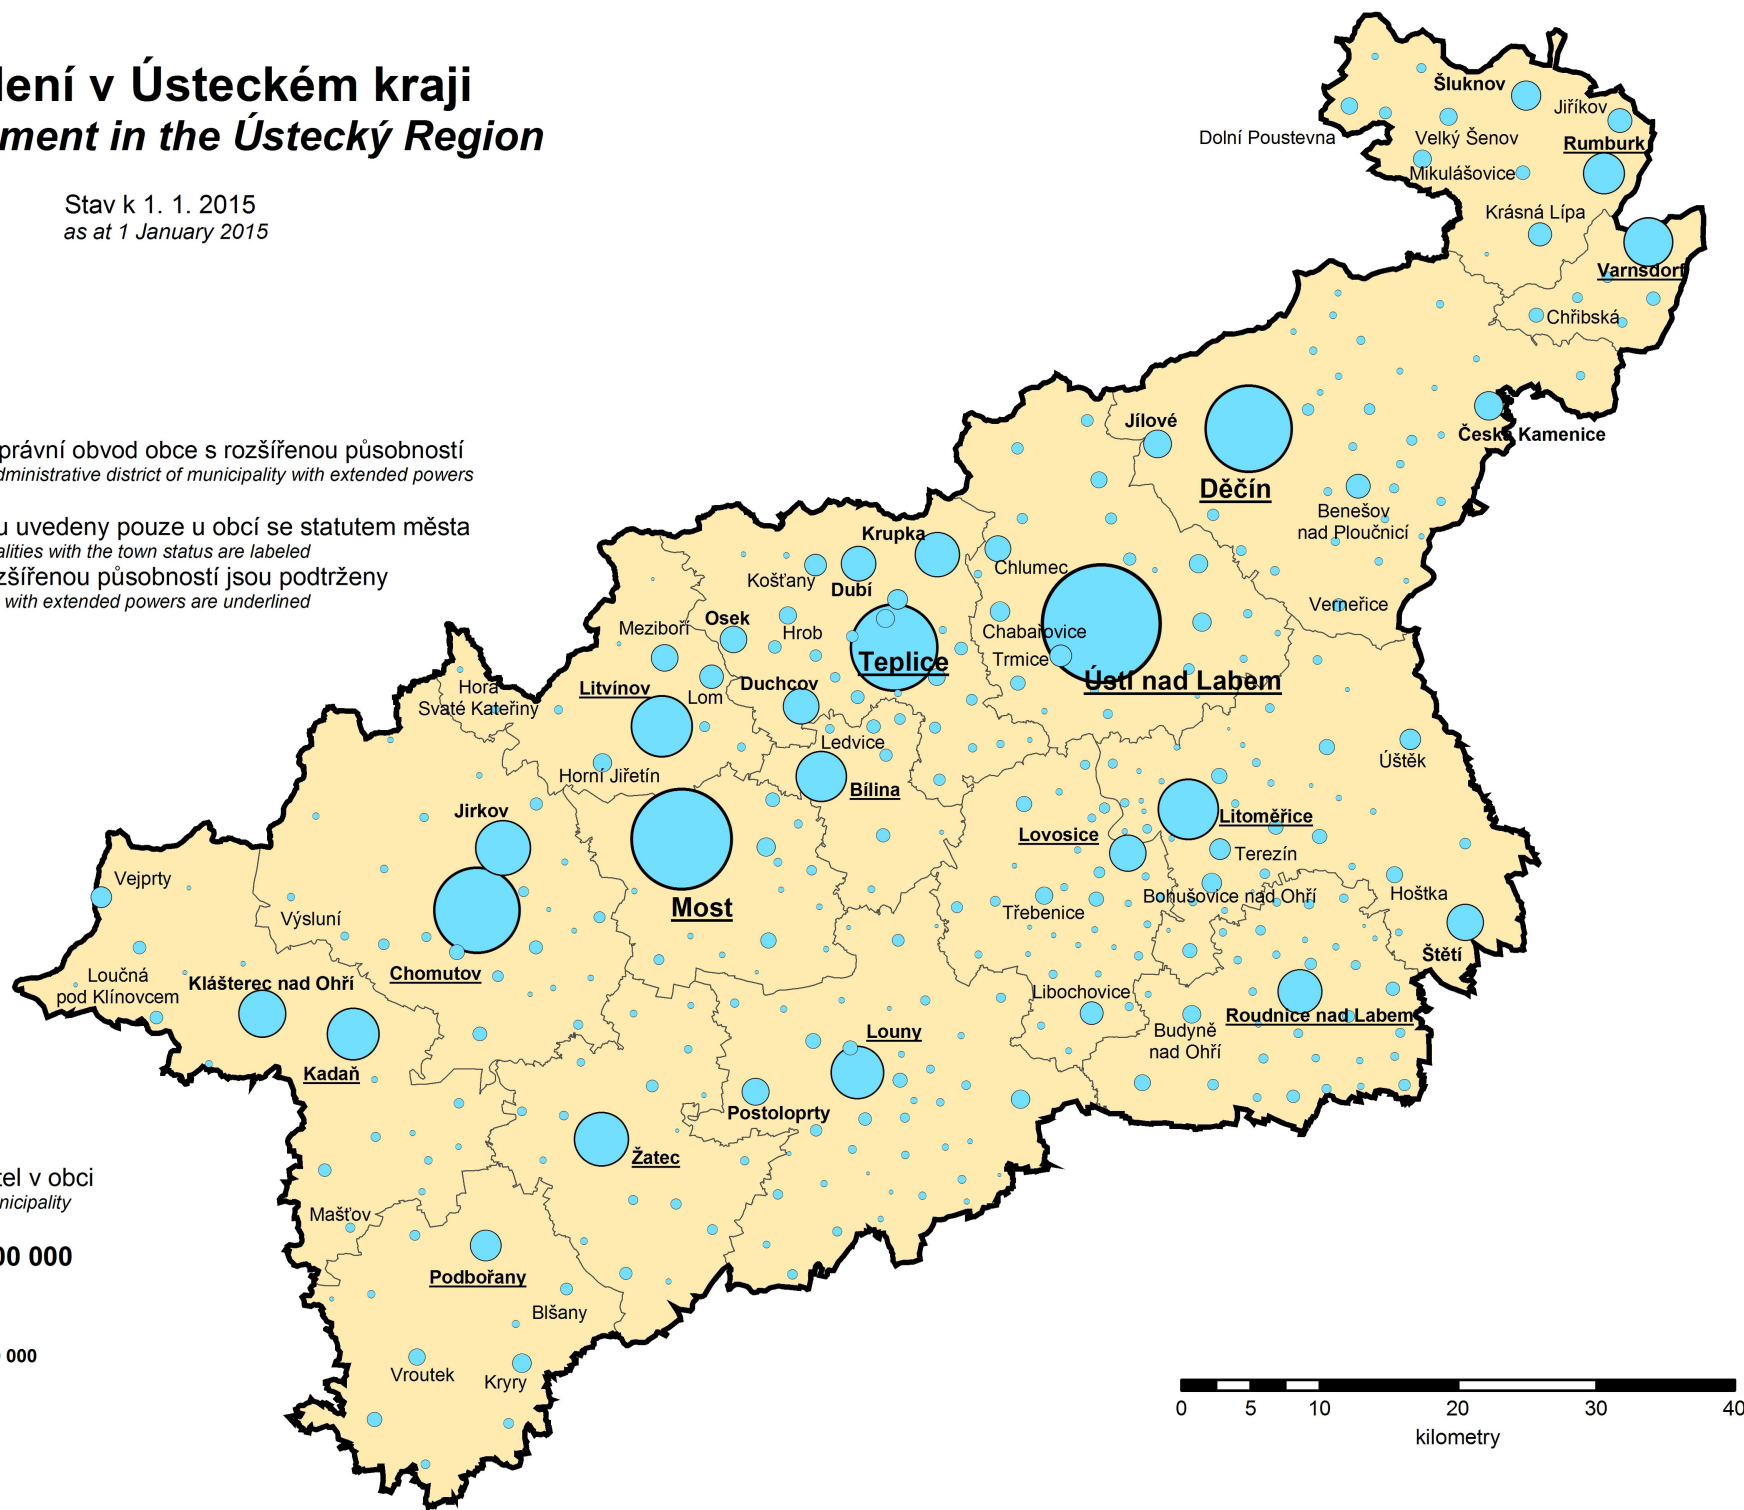 lení v Ústeckém kraji
ment in the Ústecký Region
Stav k 1. 1. 2015
as at 1 January 2015
právní obvod obce s rozšířenou působností
dministrative district of municipality with extended powers
u uvedeny pouze u obcí se statutem města
alities with the town status are labeled
zšířenou působností jsou podtrženy
with extended powers are underlined
tel v obci
nicipality
00 000
000
Šluknov
Jiříkov
Dolní Poustevna
Velký Šenov
Rumburk
Mikulášovice
Krásná Lípa
Varnsdorf
Chřibská
Jílové
Česká Kamenice
Děčín
Benešov
nad Ploučnicí
Krupka
Chlumec
Košťany
Dubí
Verneřice
Osek
Meziboří
Hrob
Chabařovice
Trmice
Teplice
Ústí nad Labem
Hora
Svaté Kateřiny
Litvínov
Lom
Duchcov
Ledvice
Úštěk
Horní Jiřetín
Bílina
Jirkov
Lovosice
Litoměřice
Terezín
Vejprty
Most
Bohušovice nad Ohří
Hoštka
Výsluní
Třebenice
Štětí
Chomutov
Loučná
pod Klínovcem
Klášterec nad Ohří
Libochovice
Roudnice nad Labem
Louny
Budyně
nad Ohří
Kadaň
Postoloprty
Žatec
Mašťov
Podbořany
Blšany
Vroutek
Kryry
0 5 10 20 30 40
kilometry